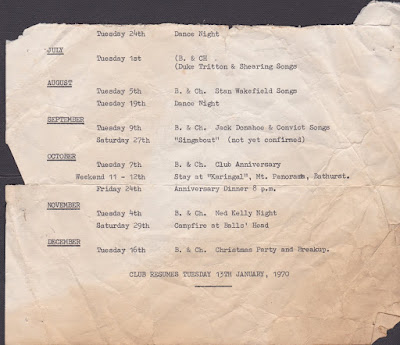 Tuesday 24th Dance Night
JULY
Tuesday 1st (B. & CH
(Duke Tritton & Shearing Songs
AUGUST
Tuesday 5th B. & Ch. Stan Wakefield Songs
Tuesday 19th Dance Night
SEPTEMBER
Tuesday 9th B. & Ch. Jack Donahoe & Convict Songs
Saturday 27th "Singabout" (not yet confirmed)
OCTOBER
Tuesday 7th B. & Ch. Club Anniversary
Weekend 11 - 12th Stay at "Karingal", Mt. Panorama, Bathurst.
Friday 24th Anniversary Dinner 8 p.m.
NOVEMBER
Tuesday 4th B. & Ch. Ned Kelly Night
Saturday 29th Campfire at Balls' Head
DECEMBER
Tuesday 16th B. & Ch. Christmas Party and Breakup.
CLUB RESUMES TUESDAY 13TH JANUARY, 1970